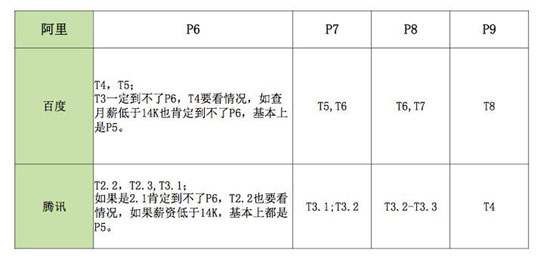 阿里 P6 P7 P8 P9
百度
T4, T5;
T3一定到不了P6, T4要看情况, 如查
月薪低于14K也肯定到不了P6, 基本上
是P5。
T5,T6
T6,T7
T8
腾讯
T2.2, T2.3,T3.1;
如果是2.1肯定到不了P6, T2.2也要看
情况, 如果薪资低于14K, 基本上都是
P5。
T3.1;T3.2
T3.2-T3.3
T4